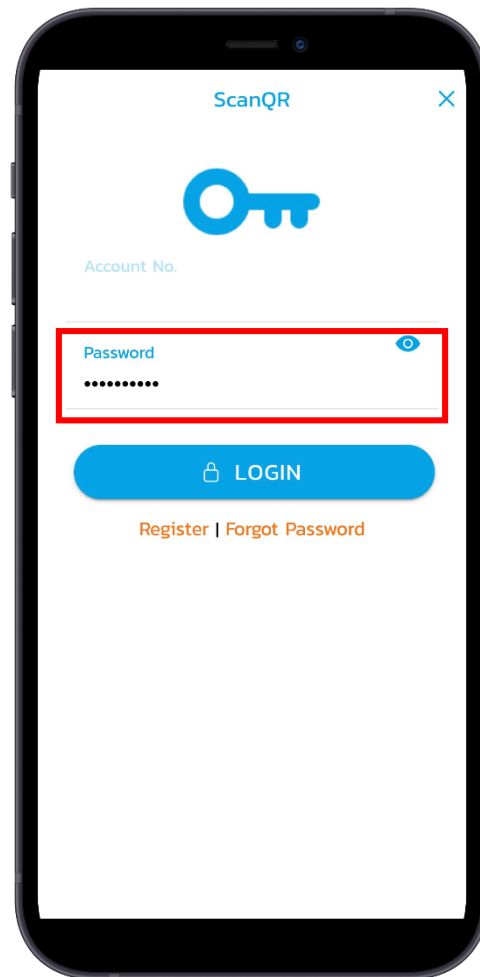 ScanQR
Account No.
Password
••••••••••
LOGIN
Register | Forgot Password